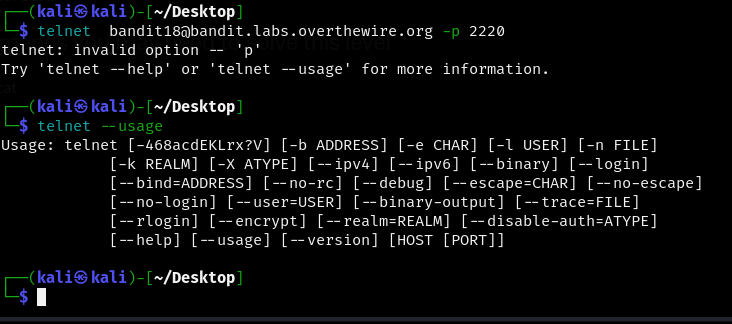 ┌──(kali㉿kali)-[~/Desktop]
└─$ telnet  bandit18@bandit.labs.overthewire.org -p 2220
telnet: invalid option -- 'p'
Try 'telnet --help' or 'telnet --usage' for more information.
┌──(kali㉿kali)-[~/Desktop]
└─$ telnet --usage
Usage: telnet [-468acdEKLrx?V] [-b ADDRESS] [-e CHAR] [-l USER] [-n FILE]
            [-k REALM] [-X ATYPE] [--ipv4] [--ipv6] [--binary] [--login]
            [--bind=ADDRESS] [--no-rc] [--debug] [--escape=CHAR] [--no-escape]
            [--no-login] [--user=USER] [--binary-output] [--trace=FILE]
            [--rlogin] [--encrypt] [--realm=REALM] [--disable-auth=ATYPE]
            [--help] [--usage] [--version] [HOST [PORT]]
┌──(kali㉿kali)-[~/Desktop]
└─$